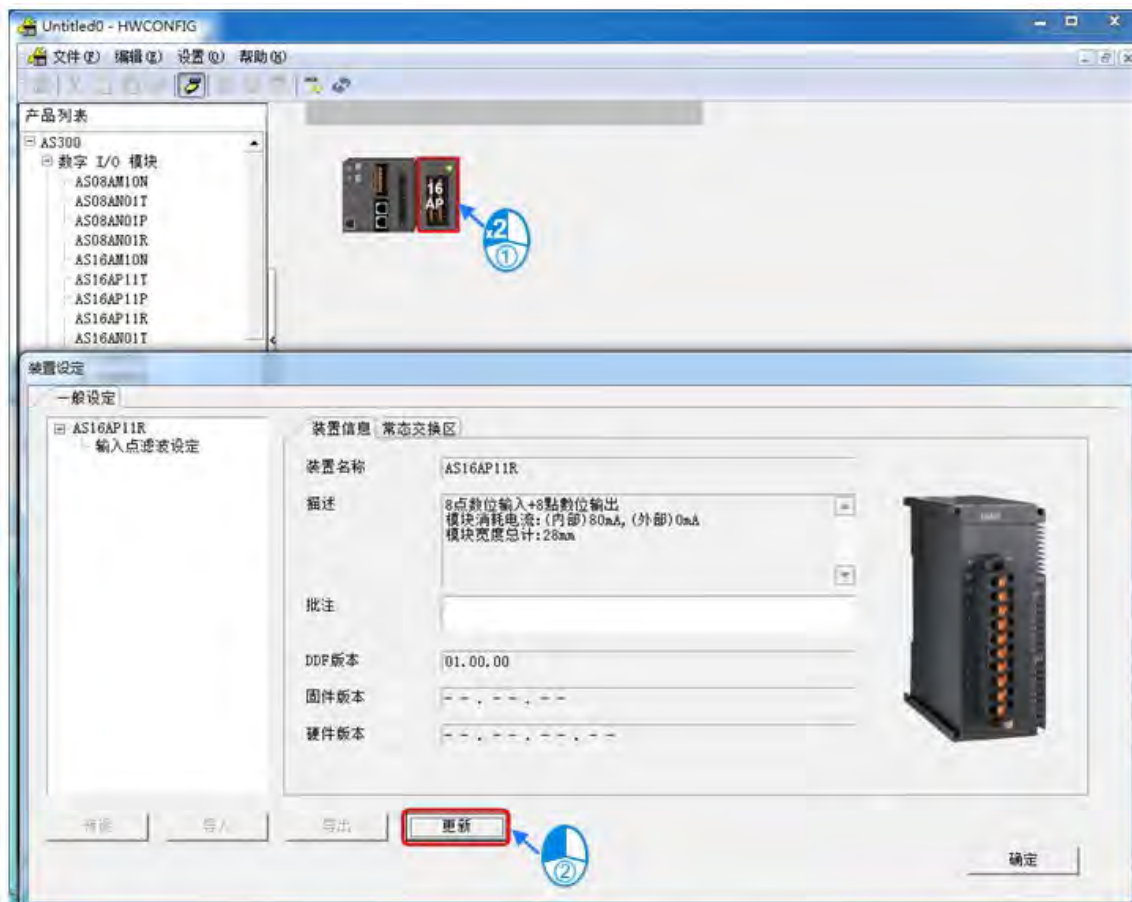 Untitled0 - HWCONFIG
文件(F) 编辑(E) 设置(O) 帮助(H)
产品列表
AS300
数字 I/O 模块
AS08AM10N
AS08AN01T
AS08AN01P
AS08AN01R
AS16AM10N
AS16AP11T
AS16AP11P
AS16AP11R
AS16AN01T
16
AP
x2
①
装置设定
一般设定
AS16AP11R
输入点滤波设定
装置信息 常态交换区
装置名称 AS16AP11R
描述 8点数位输入+8點數位输出
模块消耗电流:(内部)80mA,(外部)0mA
模块宽度总计:28mm
批注
DDF版本 01.00.00
固件版本 --.--.--
硬件版本 --.--.--.--
导入 导出 更新
②
确定